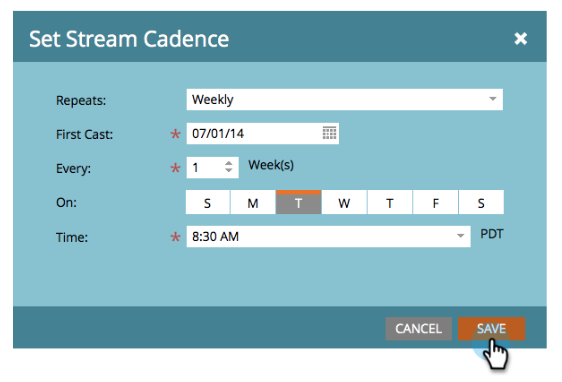 Set Stream Cadence ×
Repeats: Weekly
First Cast: * 07/01/14
Every: * 1 Week(s)
On: S M T W T F S
Time: * 8:30 AM PDT
CANCEL SAVE